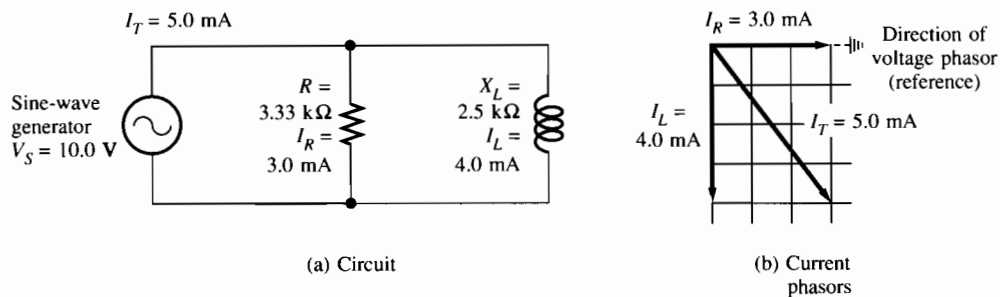 I_T = 5.0 mA
Sine-wave
generator
V_S = 10.0 V
R =
3.33 kΩ
I_R =
3.0 mA
X_L =
2.5 kΩ
I_L =
4.0 mA
(a) Circuit
I_R = 3.0 mA
Direction of
voltage phasor
(reference)
I_L =
4.0 mA
I_T = 5.0 mA
(b) Current
phasors